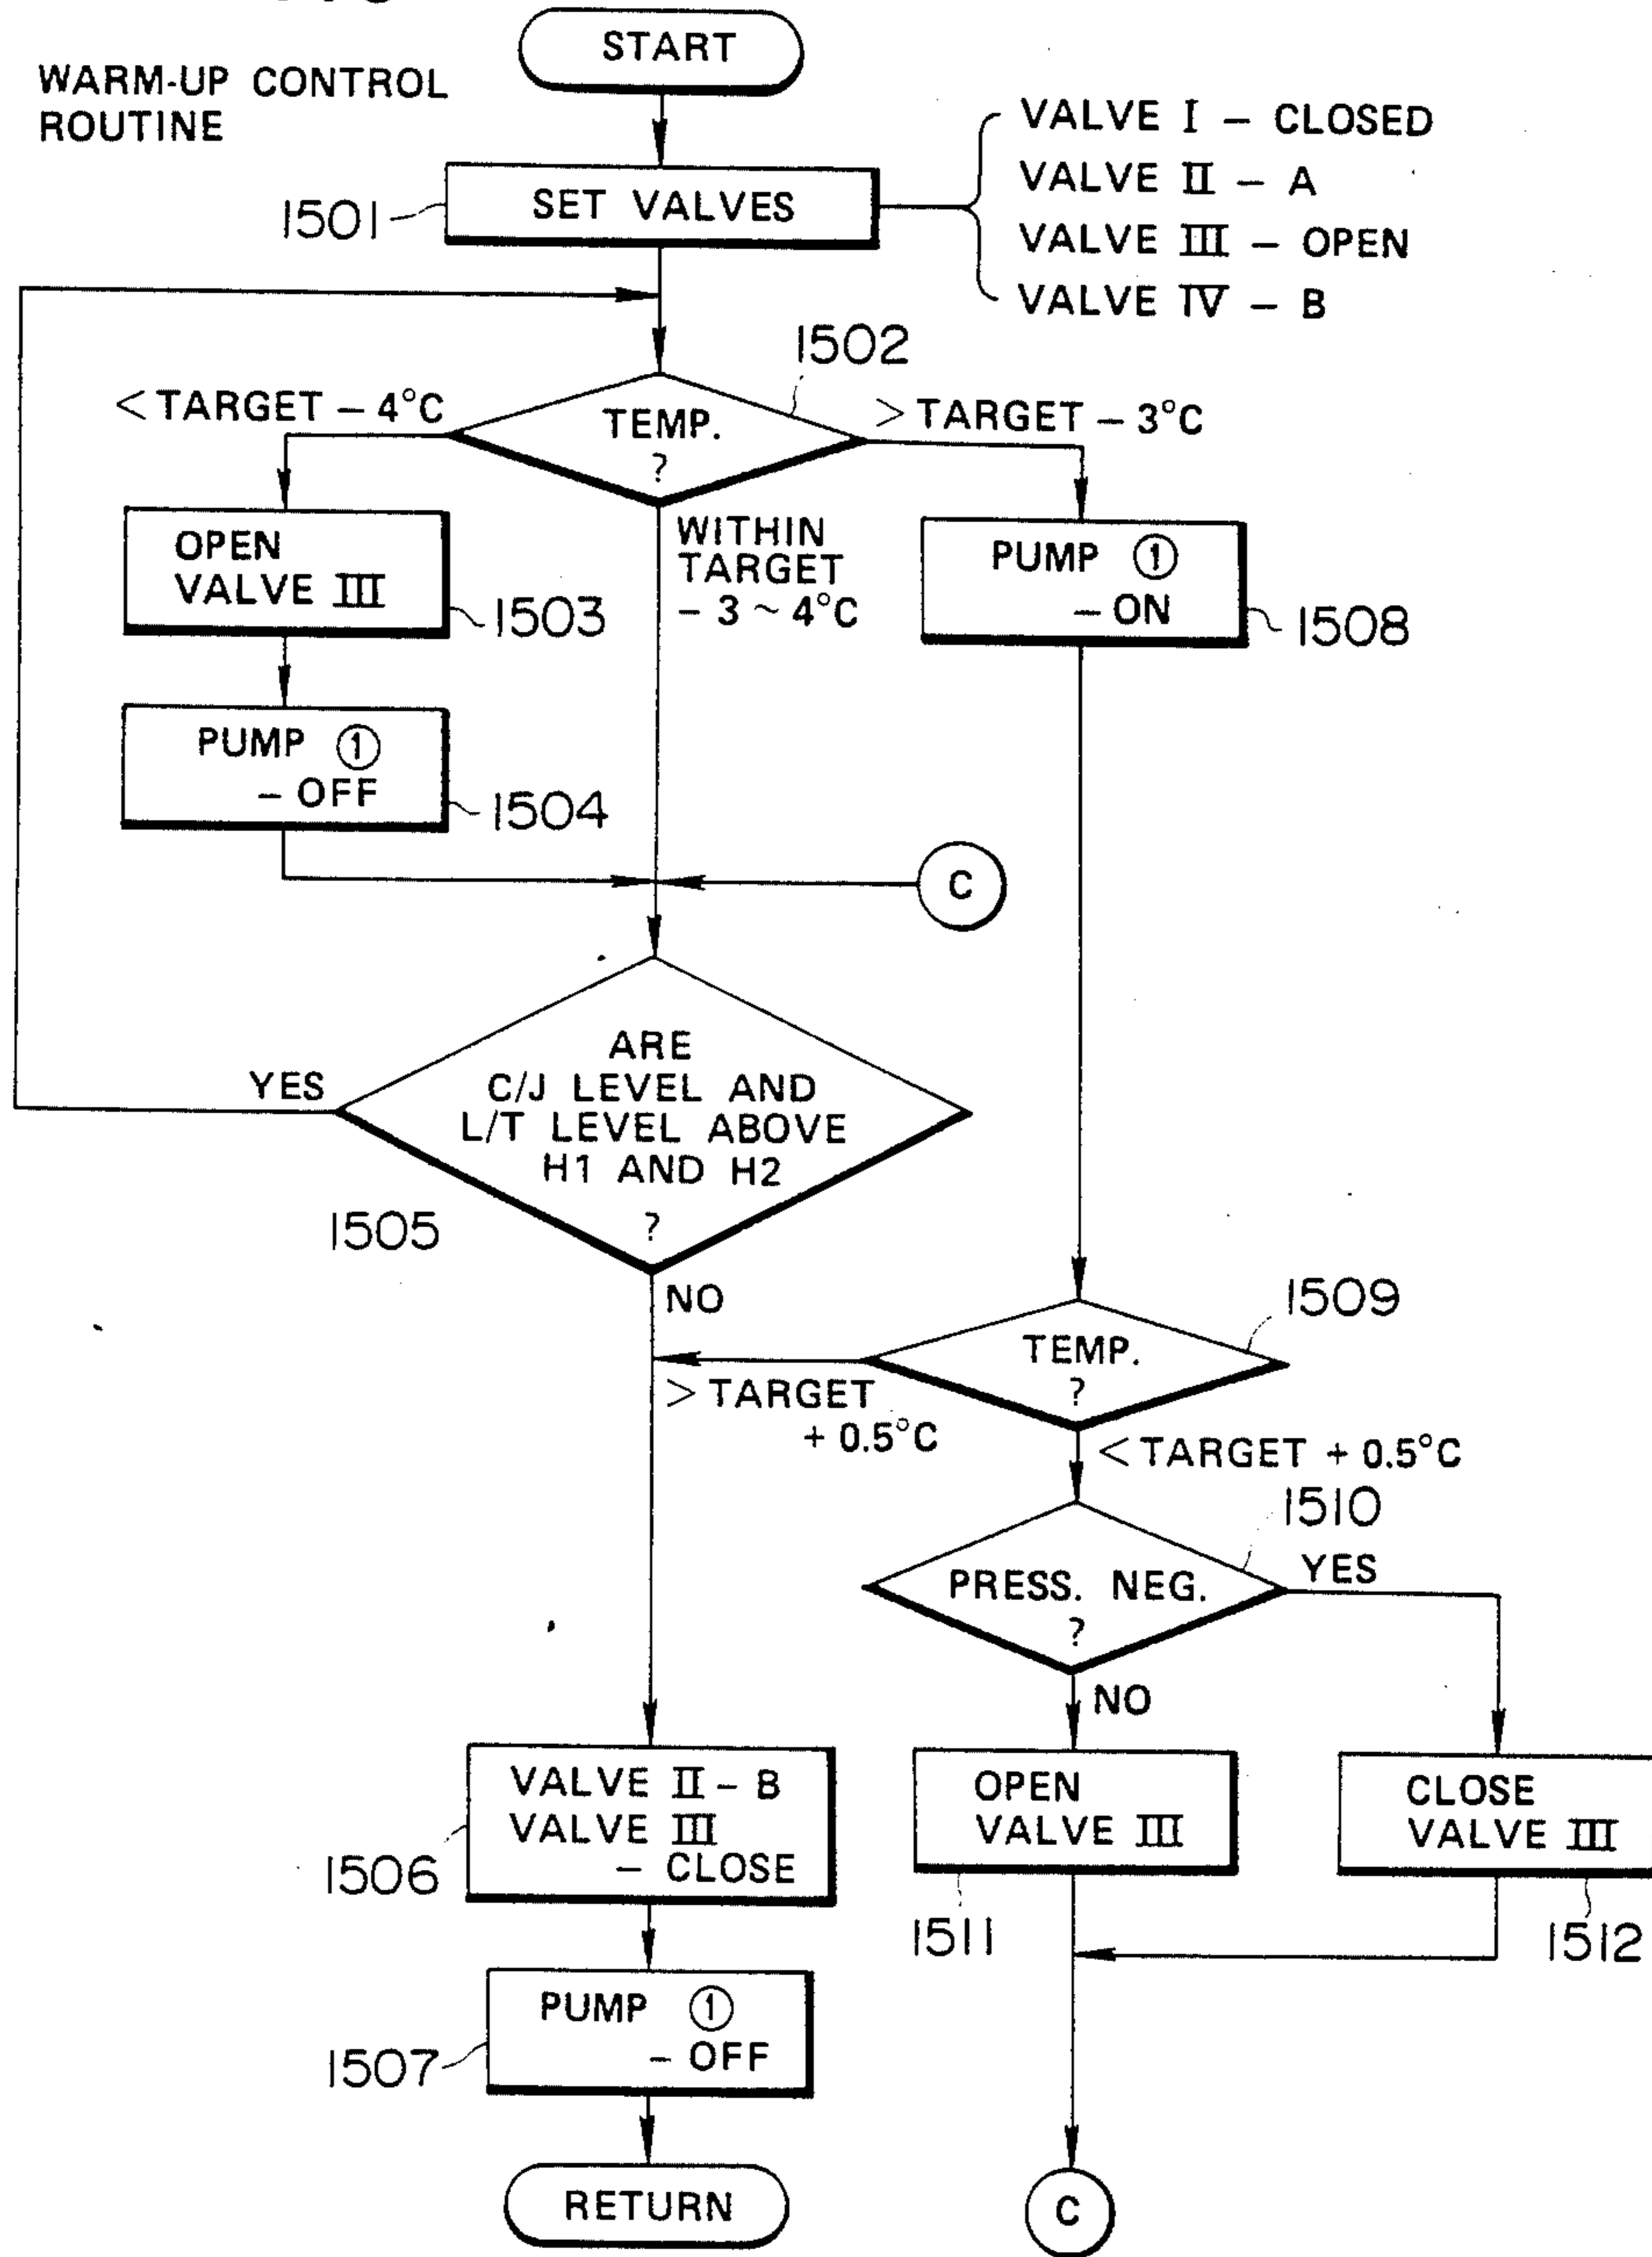 START
WARM-UP CONTROL
ROUTINE
VALVE I – CLOSED
VALVE II – A
VALVE III – OPEN
VALVE IV – B
1501
SET VALVES
1502
< TARGET – 4°C
TEMP.
?
> TARGET – 3°C
WITHIN
TARGET
– 3 ~ 4°C
OPEN
VALVE III
1503
PUMP ①
– ON
1508
PUMP ①
– OFF
1504
C
ARE
C/J LEVEL AND
L/T LEVEL ABOVE
H1 AND H2
?
YES
1505
NO
1509
TEMP.
?
> TARGET
+ 0.5°C
< TARGET + 0.5°C
1510
PRESS. NEG.
?
YES
NO
VALVE II – B
VALVE III
– CLOSE
1506
OPEN
VALVE III
1511
CLOSE
VALVE III
1512
PUMP ①
– OFF
1507
RETURN
C